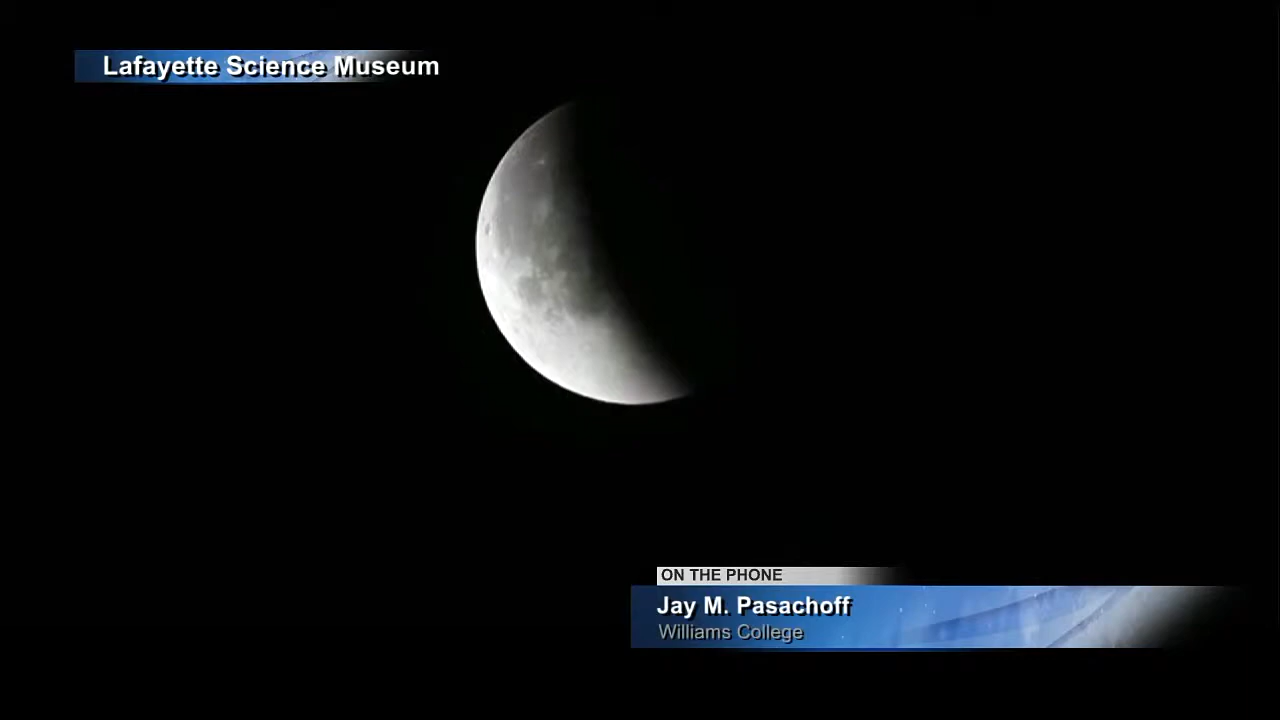 Lafayette Science Museum
ON THE PHONE
Jay M. Pasachoff
Williams College